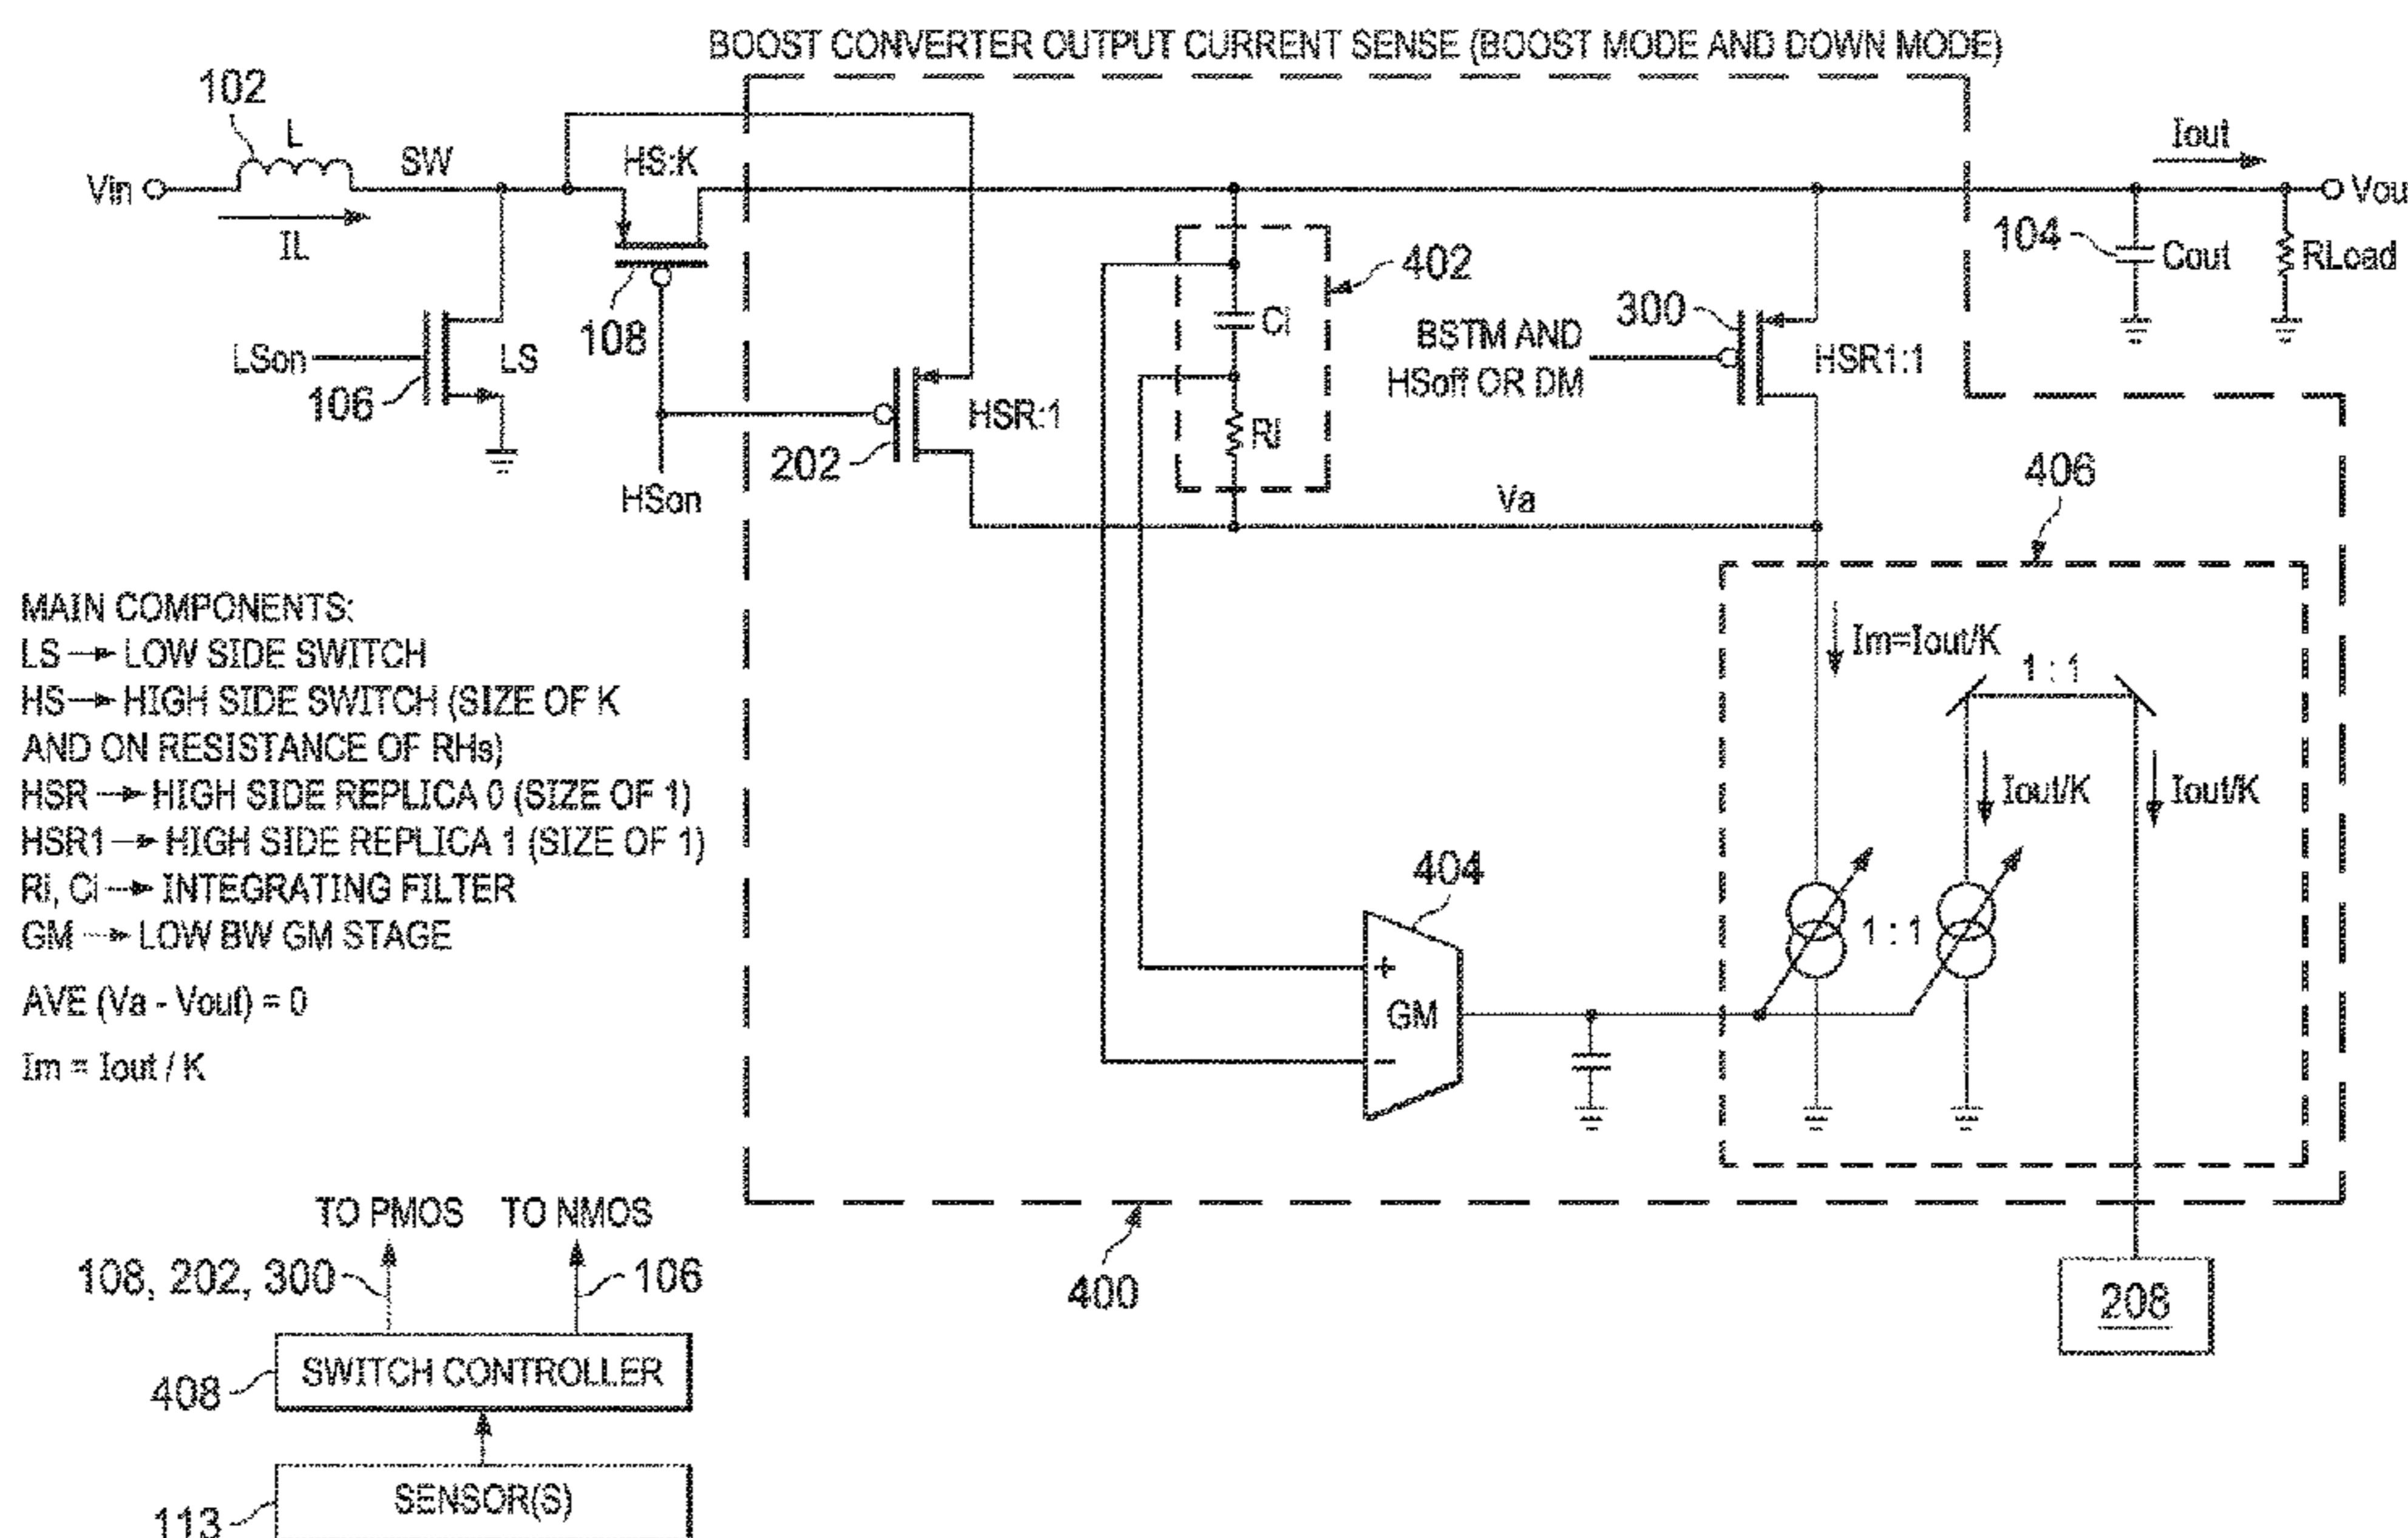 BOOST CONVERTER OUTPUT CURRENT SENSE (BOOST MODE AND DOWN MODE)
102
L
SW
HS:K
Iout
Vin
Vou
IL
104
Cout
RLoad
402
300
Ci
BSTM AND
HSoff OR DM
HSR1:1
108
LSon
LS
106
HSR:1
Ri
202
406
HSon
Va
MAIN COMPONENTS:
LS → LOW SIDE SWITCH
HS → HIGH SIDE SWITCH (SIZE OF K
AND ON RESISTANCE OF RHs)
HSR → HIGH SIDE REPLICA 0 (SIZE OF 1)
HSR1 → HIGH SIDE REPLICA 1 (SIZE OF 1)
Ri, Ci → INTEGRATING FILTER
GM → LOW BW GM STAGE
AVE (Va - Vout) = 0
Im = Iout / K
Im=Iout/K
1 : 1
Iout/K
Iout/K
404
1 : 1
+
GM
−
TO PMOS
TO NMOS
108, 202, 300
106
400
208
SWITCH CONTROLLER
408
SENSOR(S)
113